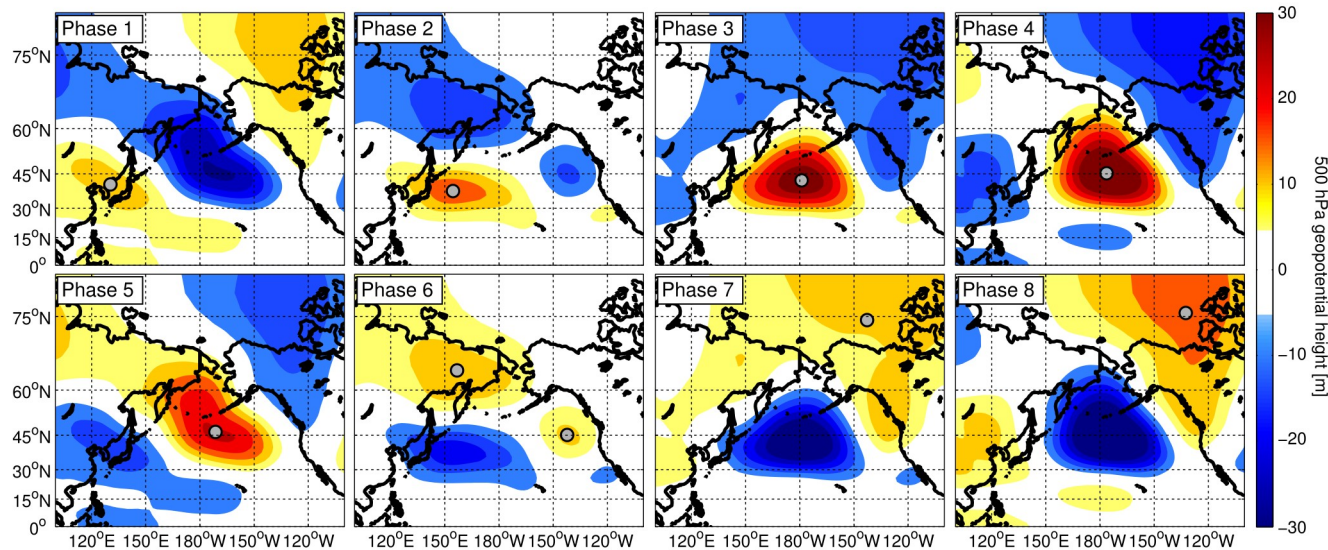 Phase 1
Phase 2
Phase 3
Phase 4
75°N
60°N
45°N
30°N
15°N
0°
Phase 5
Phase 6
Phase 7
Phase 8
75°N
60°N
45°N
30°N
15°N
0°
120°E 150°E 180°W 150°W 120°W
120°E 150°E 180°W 150°W 120°W
120°E 150°E 180°W 150°W 120°W
120°E 150°E 180°W 150°W 120°W
30
20
10
0
−10
−20
−30
500 hPa geopotential height [m]